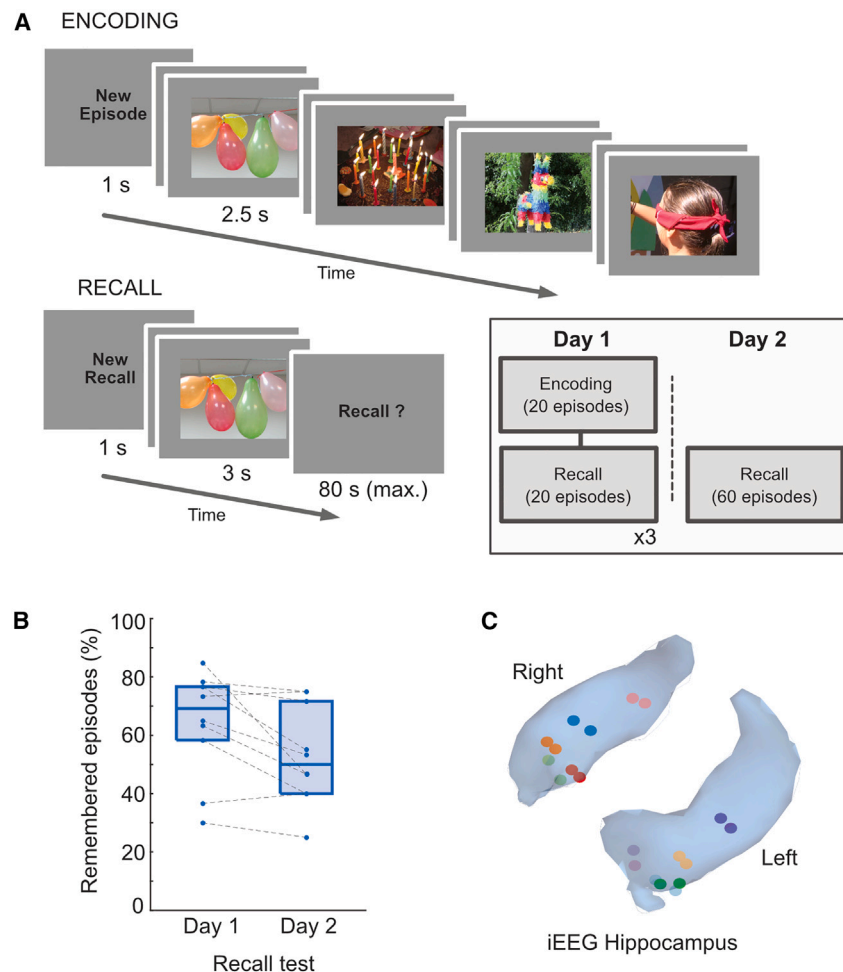 A
ENCODING
New
Episode
1 s
2.5 s
Time
RECALL
New
Recall
1 s
3 s
Recall ?
80 s (max.)
Time
Day 1
Day 2
Encoding
(20 episodes)
Recall
(20 episodes)
Recall
(60 episodes)
x3
B
Remembered episodes (%)
100
80
60
40
20
0
Day 1
Day 2
Recall test
C
Right
Left
iEEG Hippocampus